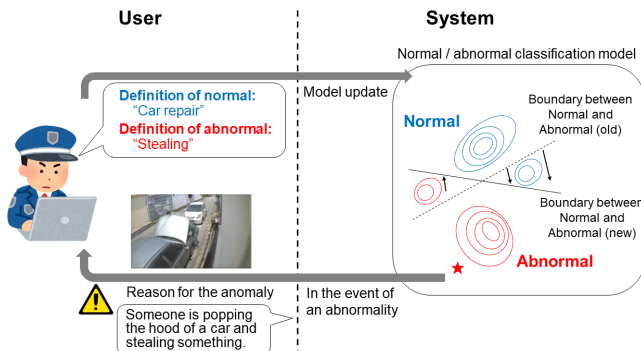 User
System
Normal / abnormal classification model
Definition of normal:
“Car repair”
Definition of abnormal:
“Stealing”
Model update
Normal
Boundary between
Normal and
Abnormal (old)
Boundary between
Normal and
Abnormal (new)
Abnormal
Reason for the anomaly
In the event of
an abnormality
Someone is popping
the hood of a car and
stealing something.